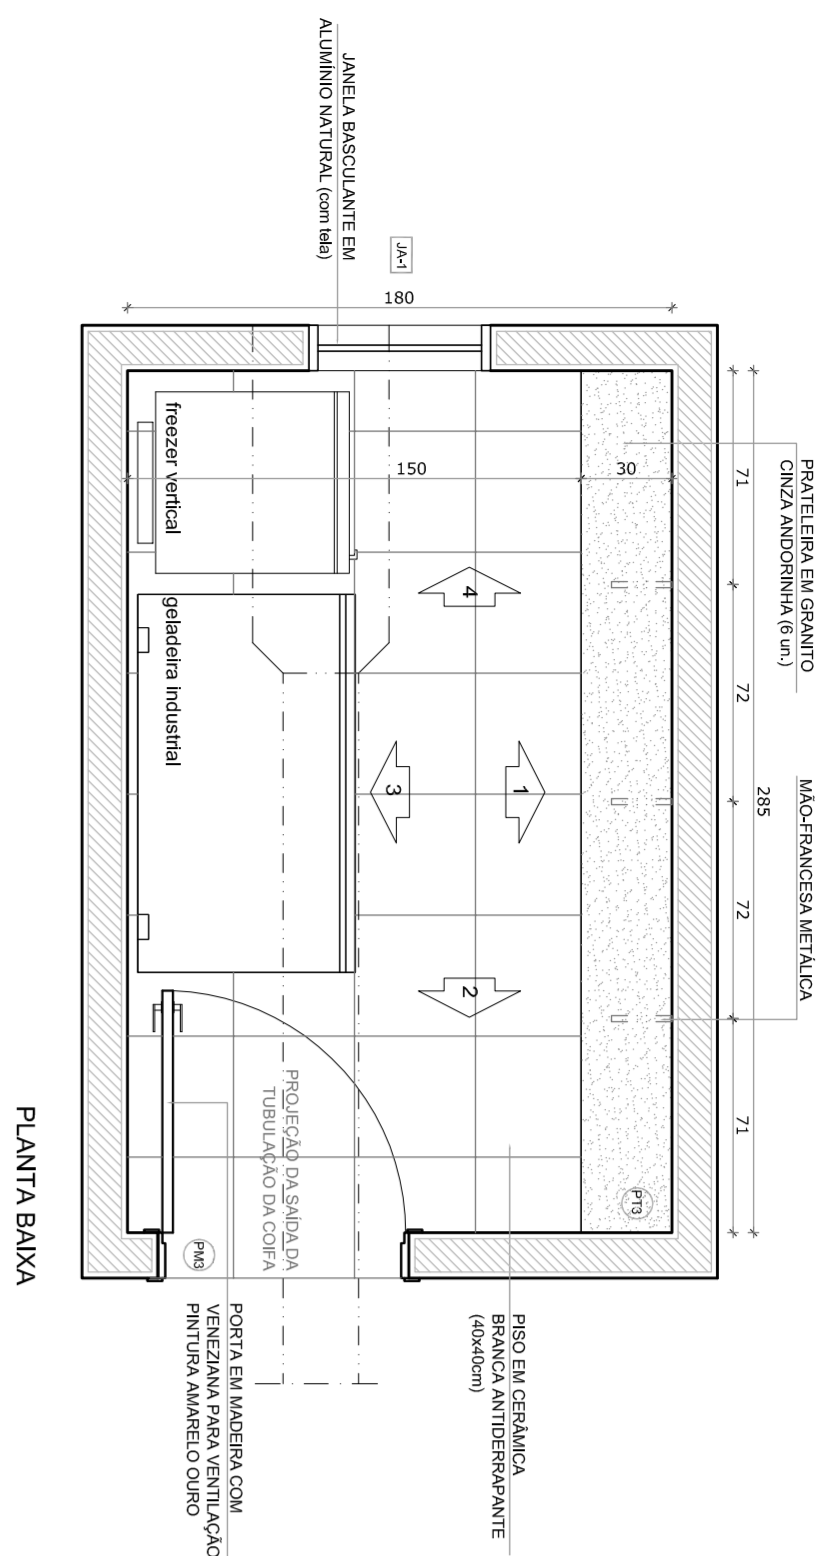 JANELA BASCULANTE EM
ALUMÍNIO NATURAL (com tela)
JA-1
180
PRATELEIRA EM GRANITO
CINZA ANDORINHA (6 un.)
MÃO-FRANCESA METÁLICA
71
72
72
71
285
150
30
freezer vertical
geladeira industrial
4
3
1
2
PT3
PM3
PROJEÇÃO DA SAÍDA DA
TUBULAÇÃO DA COIFA
PISO EM CERÂMICA
BRANCA ANTIDERRAPANTE
(40x40cm)
PORTA EM MADEIRA COM
VENEZIANA PARA VENTILAÇÃO
PINTURA AMARELO OURO
PLANTA BAIXA